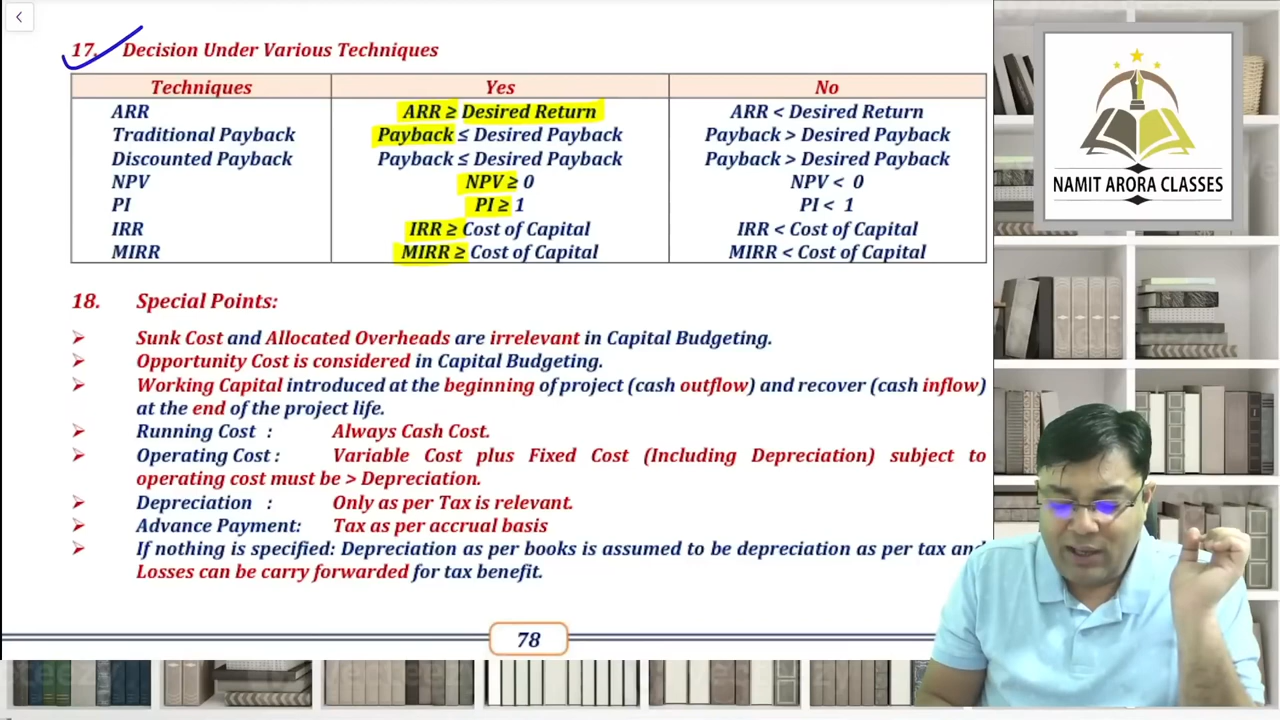 17. Decision Under Various Techniques
Techniques Yes No
ARR ARR ≥ Desired Return ARR < Desired Return
Traditional Payback Payback ≤ Desired Payback Payback > Desired Payback
Discounted Payback Payback ≤ Desired Payback Payback > Desired Payback
NPV NPV ≥ 0 NPV < 0
PI PI ≥ 1 PI < 1
IRR IRR ≥ Cost of Capital IRR < Cost of Capital
MIRR MIRR ≥ Cost of Capital MIRR < Cost of Capital
NAMIT ARORA CLASSES
18. Special Points:
Sunk Cost and Allocated Overheads are irrelevant in Capital Budgeting.
Opportunity Cost is considered in Capital Budgeting.
Working Capital introduced at the beginning of project (cash outflow) and recover (cash inflow)
at the end of the project life.
Running Cost : Always Cash Cost.
Operating Cost : Variable Cost plus Fixed Cost (Including Depreciation) subject to
operating cost must be > Depreciation.
Depreciation : Only as per Tax is relevant.
Advance Payment: Tax as per accrual basis
If nothing is specified: Depreciation as per books is assumed to be depreciation as per tax and
Losses can be carry forwarded for tax benefit.
78